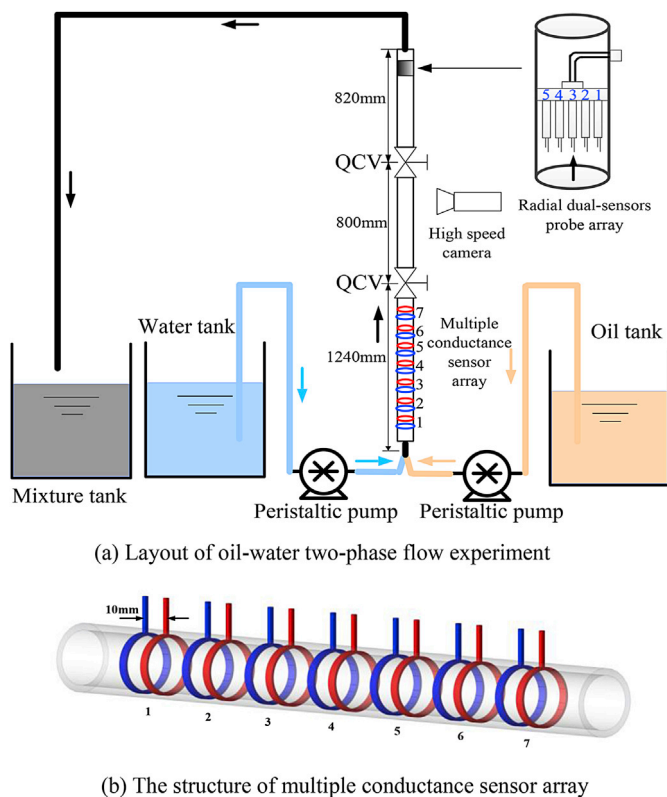 820mm
5 4 3 2 1
QCV
Radial dual-sensors
probe array
800mm
High speed
camera
QCV
Water tank
Multiple
conductance
sensor
array
Oil tank
1240mm
7
6
5
4
3
2
1
Mixture tank
Peristaltic pump
Peristaltic pump
(a) Layout of oil-water two-phase flow experiment
10mm
1 2 3 4 5 6 7
(b) The structure of multiple conductance sensor array